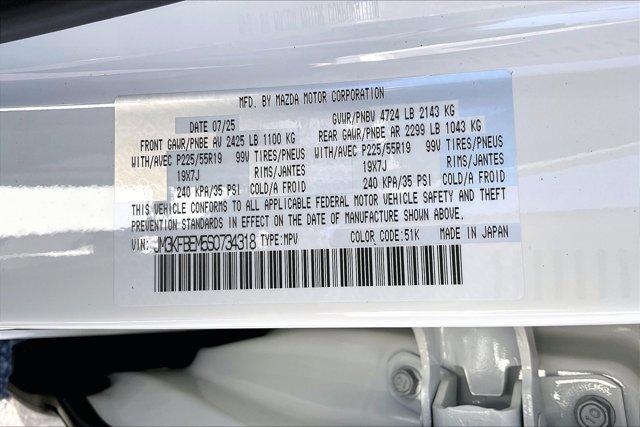 MFD. BY MAZDA MOTOR CORPORATION
DATE 07/25 GVWR/PNBV 4724 LB 2143 KG
FRONT GAWR/PNBE AV 2425 LB 1100 KG REAR GAWR/PNBE AR 2299 LB 1043 KG
WITH/AVEC P225/55R19 99V TIRES/PNEUS WITH/AVEC P225/55R19 99V TIRES/PNEUS
19X7J RIMS/JANTES 19X7J RIMS/JANTES
240 KPA/35 PSI COLD/A FROID 240 KPA/35 PSI COLD/A FROID
THIS VEHICLE CONFORMS TO ALL APPLICABLE FEDERAL MOTOR VEHICLE SAFETY AND THEFT
PREVENTION STANDARDS IN EFFECT ON THE DATE OF MANUFACTURE SHOWN ABOVE.
VIN: JM3KFBEM5S0734318 TYPE:MPV COLOR CODE:51K MADE IN JAPAN